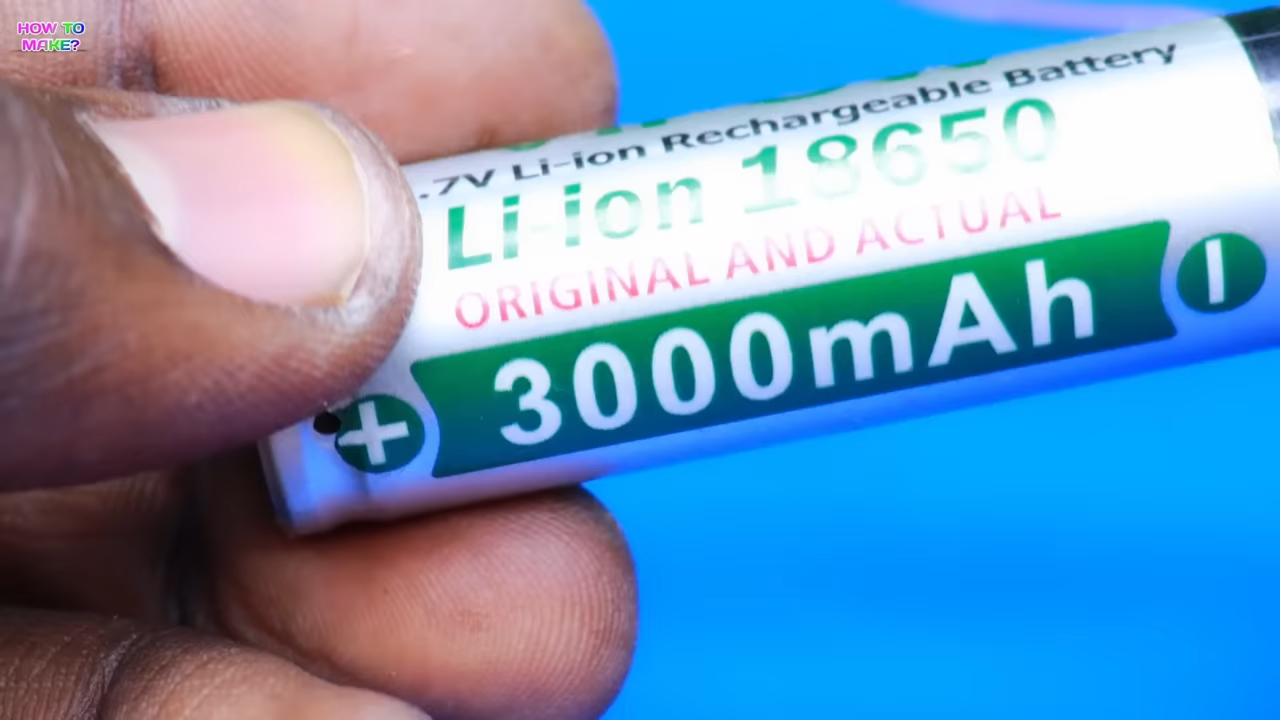 HOW TO
MAKE?
.7V Li-ion Rechargeable Battery
Li-ion 18650
ORIGINAL AND ACTUAL
3000mAh
+